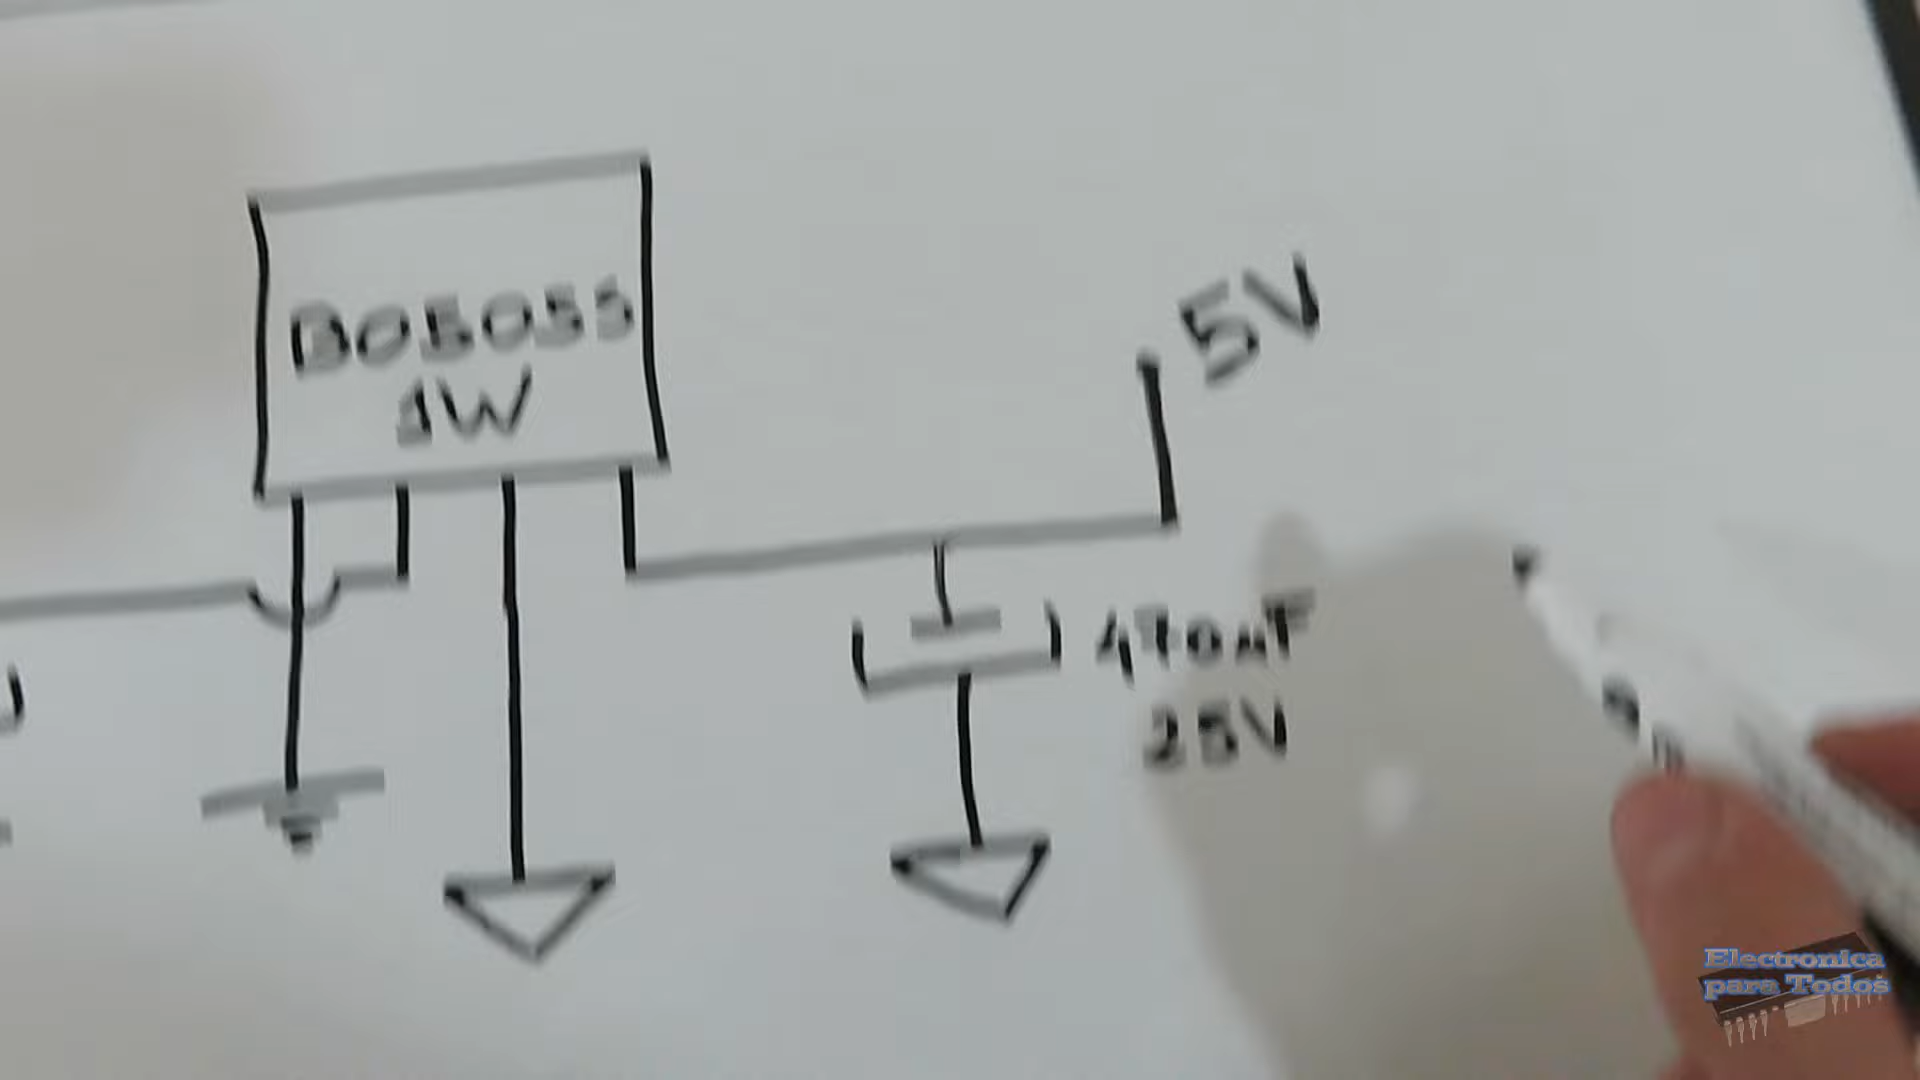 B0505S
1W
5V
470uF
25V
Electronica
para Todos